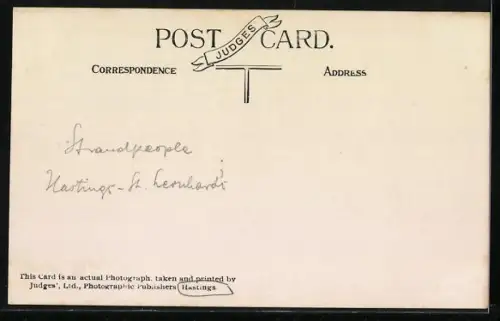 POST CARD.
JUDGES
CORRESPONDENCE
ADDRESS
Strandpeople
Hastings - St. Leonhard's
This Card is an actual Photograph, taken and printed by
Judges', Ltd., Photographic Publishers Hastings